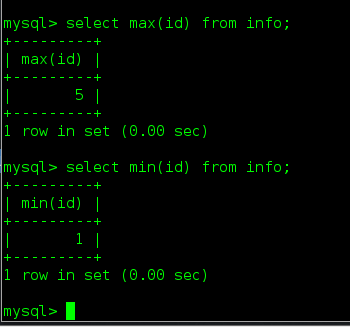 mysql> select max(id) from info;
+---------+
| max(id) |
+---------+
|       5 |
+---------+
1 row in set (0.00 sec)
mysql> select min(id) from info;
+---------+
| min(id) |
+---------+
|       1 |
+---------+
1 row in set (0.00 sec)
mysql>